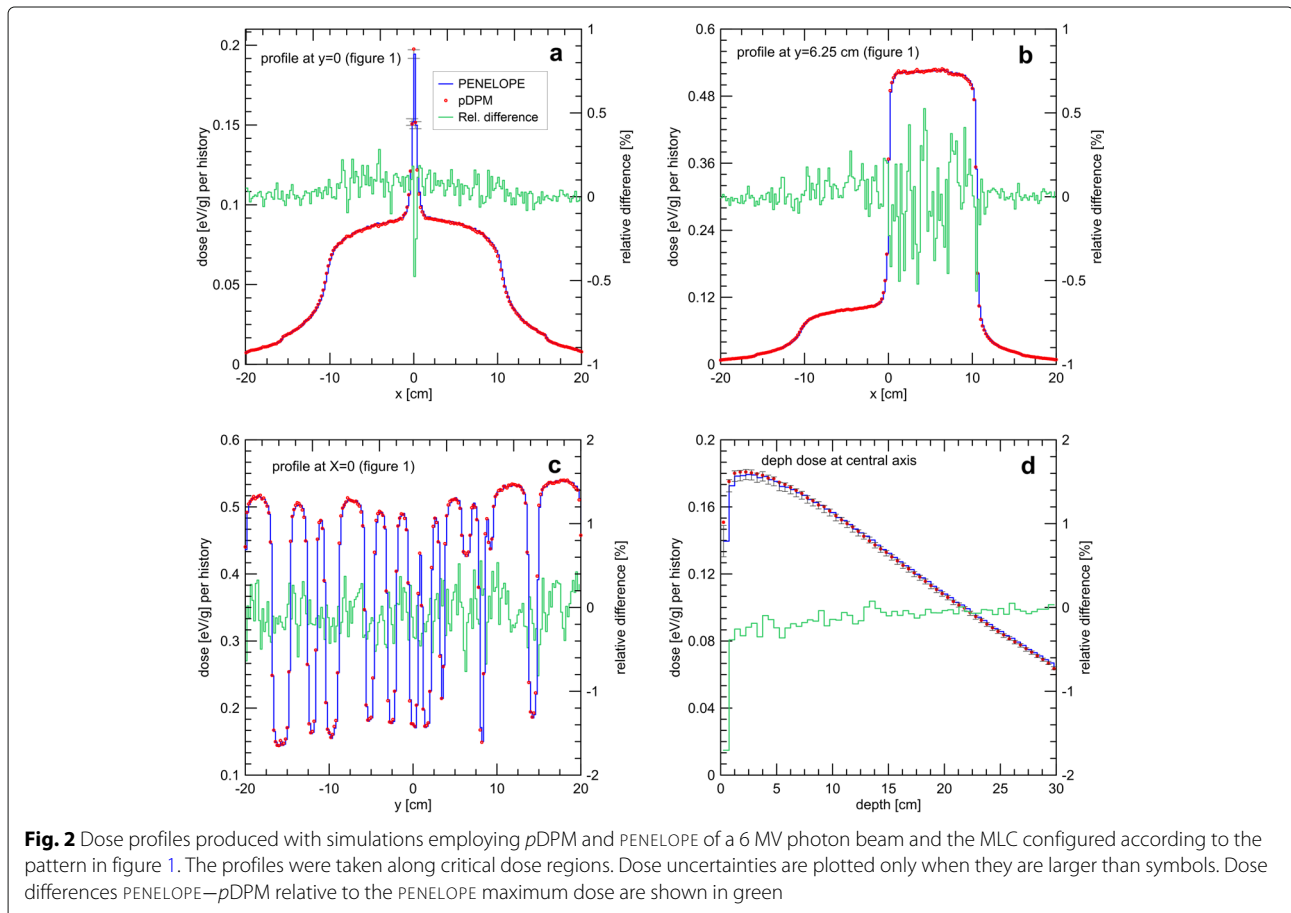 a
profile at y=0 (figure 1)
PENELOPE
pDPM
Rel. difference
0.2
0.15
0.1
0.05
0
dose [eV/g] per history
1
0.5
0
-0.5
-1
relative difference [%]
-20 -10 0 10 20
x [cm]
b
profile at y=6.25 cm (figure 1)
0.6
0.48
0.36
0.24
0.12
0
dose [eV/g] per history
1
0.5
0
-0.5
-1
relative difference [%]
-20 -10 0 10 20
x [cm]
c
profile at X=0 (figure 1)
0.6
0.5
0.4
0.3
0.2
0.1
dose [eV/g] per history
2
1
0
-1
-2
relative difference [%]
-20 -10 0 10 20
y [cm]
d
deph dose at central axis
0.2
0.16
0.12
0.08
0.04
0
dose [eV/g] per history
2
1
0
-1
-2
relative difference [%]
0 5 10 15 20 25 30
depth [cm]
Fig. 2 Dose profiles produced with simulations employing pDPM and PENELOPE of a 6 MV photon beam and the MLC configured according to the
pattern in figure 1. The profiles were taken along critical dose regions. Dose uncertainties are plotted only when they are larger than symbols. Dose
differences PENELOPE—pDPM relative to the PENELOPE maximum dose are shown in green